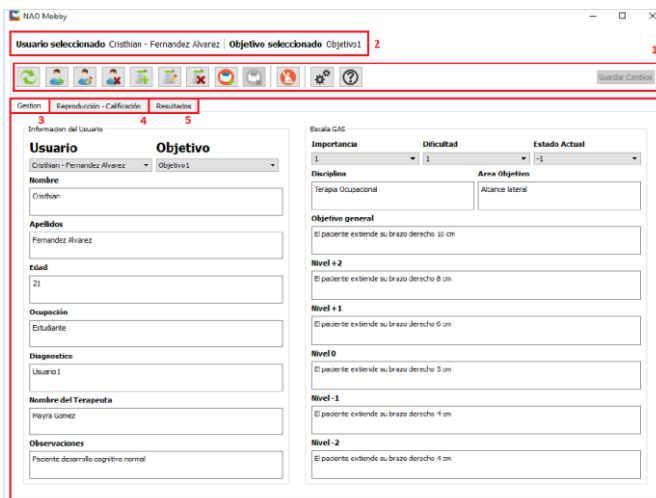 NAO Mobby
Usuario seleccionado Cristhian - Fernandez Alvarez Objetivo seleccionado Objetivo1 2
1
Guardar Cambios
Gestion Reproducción - Calificación Resultados
3 4 5
Informacion del Usuario
Usuario Objetivo
Cristhian - Fernandez Alvarez Objetivo1
Nombre
Cristhian
Apellidos
Fernandez Alvarez
Edad
21
Ocupación
Estudiante
Diagnostico
Usuario1
Nombre del Terapeuta
Mayra Gomez
Observaciones
Paciente desarrollo cognitivo normal
Escala GAS
Importancia Dificultad Estado Actual
1 1 -1
Disciplina Area Objetivo
Terapia Ocupacional Alcance lateral
Objetivo general
El paciente extiende su brazo derecho 10 cm
Nivel +2
El paciente extiende su brazo derecho 8 cm
Nivel +1
El paciente extiende su brazo derecho 6 cm
Nivel 0
El paciente extiende su brazo derecho 5 cm
Nivel -1
El paciente extiende su brazo derecho 4 cm
Nivel -2
El paciente extiende su brazo derecho 4 cm